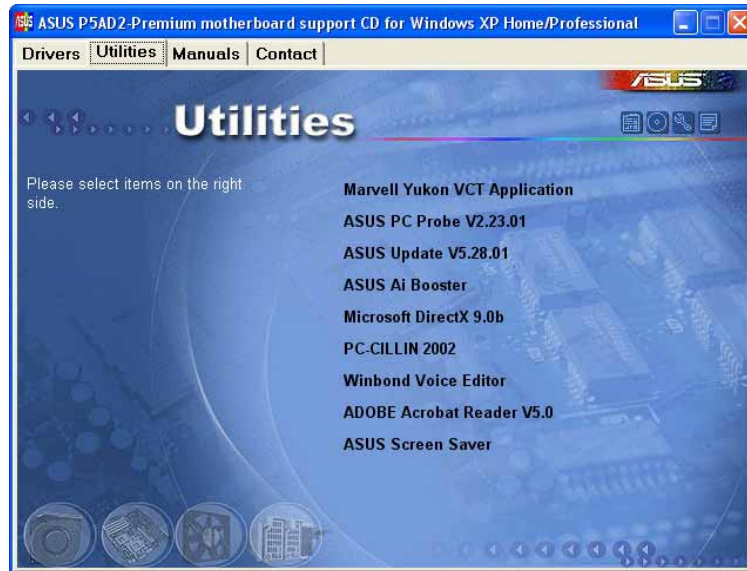 ASUS P5AD2-Premium motherboard support CD for Windows XP Home/Professional
Drivers Utilities Manuals Contact
ASUS
Utilities
Please select items on the right
side.
Marvell Yukon VCT Application
ASUS PC Probe V2.23.01
ASUS Update V5.28.01
ASUS Ai Booster
Microsoft DirectX 9.0b
PC-CILLIN 2002
Winbond Voice Editor
ADOBE Acrobat Reader V5.0
ASUS Screen Saver